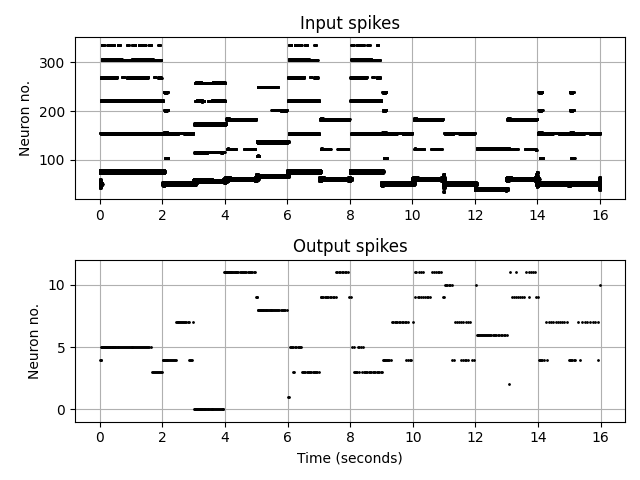 Input spikes
300
200
100
Neuron no.
0 2 4 6 8 10 12 14 16
Output spikes
10
5
0
Neuron no.
0 2 4 6 8 10 12 14 16
Time (seconds)